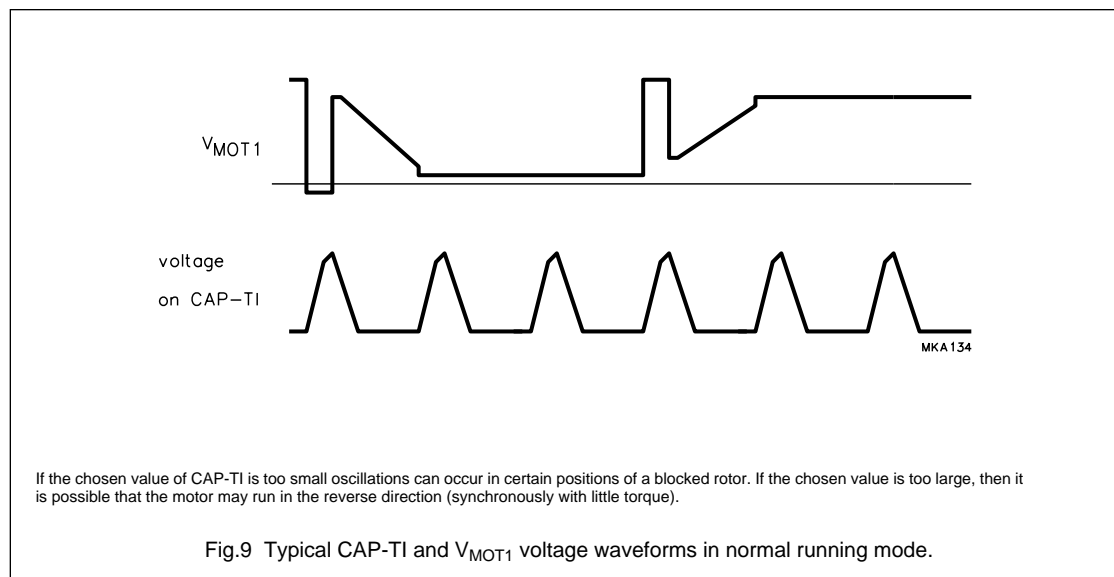 VMOT1
voltage
on CAP-TI
MKA134
If the chosen value of CAP-TI is too small oscillations can occur in certain positions of a blocked rotor. If the chosen value is too large, then it
is possible that the motor may run in the reverse direction (synchronously with little torque).
Fig.9 Typical CAP-TI and VMOT1 voltage waveforms in normal running mode.